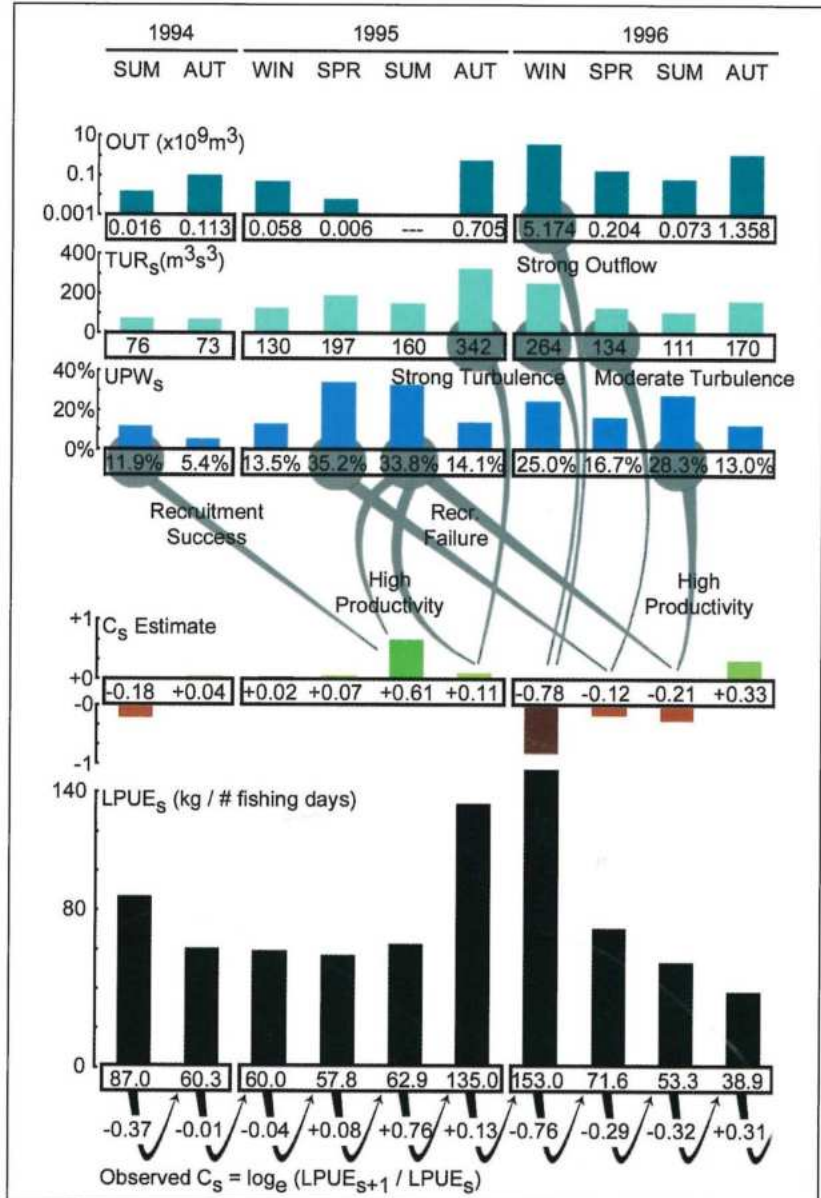 1994 1995 1996
SUM AUT WIN SPR SUM AUT WIN SPR SUM AUT
OUT (x10⁹m³)
10
0.1
0.001
0.016 0.113 0.058 0.006 --- 0.705 5.174 0.204 0.073 1.358
TURs(m³s³)
Strong Outflow
400
200
0
76 73 130 197 160 342 264 134 111 170
UPWs
Strong Turbulence Moderate Turbulence
40%
20%
0%
11.9% 5.4% 13.5% 35.2% 33.8% 14.1% 25.0% 16.7% 28.3% 13.0%
Recruitment
Success
Recr.
Failure
High
Productivity
High
Productivity
+1
Cs Estimate
+0
-0.18 +0.04 +0.02 +0.07 +0.61 +0.11 -0.78 -0.12 -0.21 +0.33
-0
-1
140
LPUEs (kg / # fishing days)
80
0
87.0 60.3 60.0 57.8 62.9 135.0 153.0 71.6 53.3 38.9
-0.37 -0.01 -0.04 +0.08 +0.76 +0.13 -0.76 -0.29 -0.32 +0.31
Observed Cs = loge (LPUEs+1 / LPUEs)